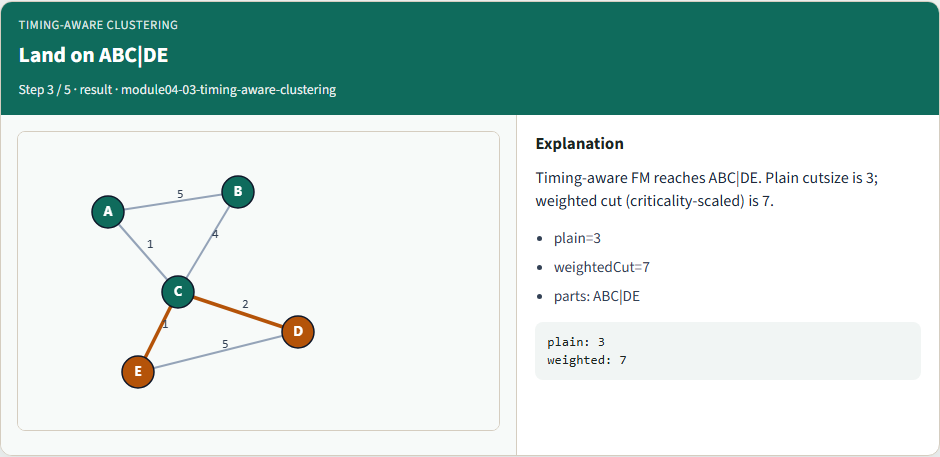 TIMING-AWARE CLUSTERING
Land on ABC|DE
Step 3 / 5 · result · module04-03-timing-aware-clustering
5
B
A
4
1
C
2
1
D
5
E
Explanation
Timing-aware FM reaches ABC|DE. Plain cutsize is 3;
weighted cut (criticality-scaled) is 7.
• plain=3
• weightedCut=7
• parts: ABC|DE
plain: 3
weighted: 7